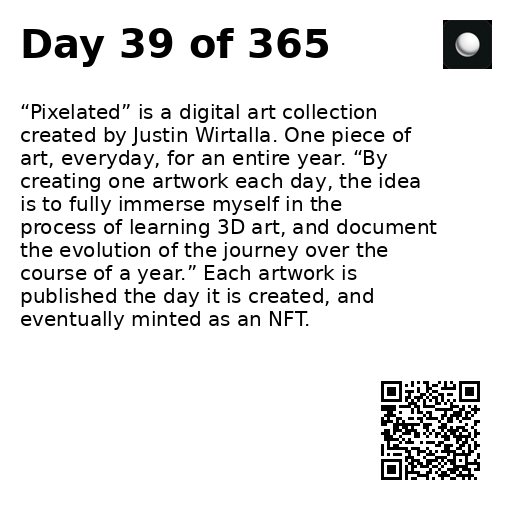 Day 39 of 365
“Pixelated” is a digital art collection
created by Justin Wirtalla. One piece of
art, everyday, for an entire year. “By
creating one artwork each day, the idea
is to fully immerse myself in the
process of learning 3D art, and document
the evolution of the journey over the
course of a year.” Each artwork is
published the day it is created, and
eventually minted as an NFT.